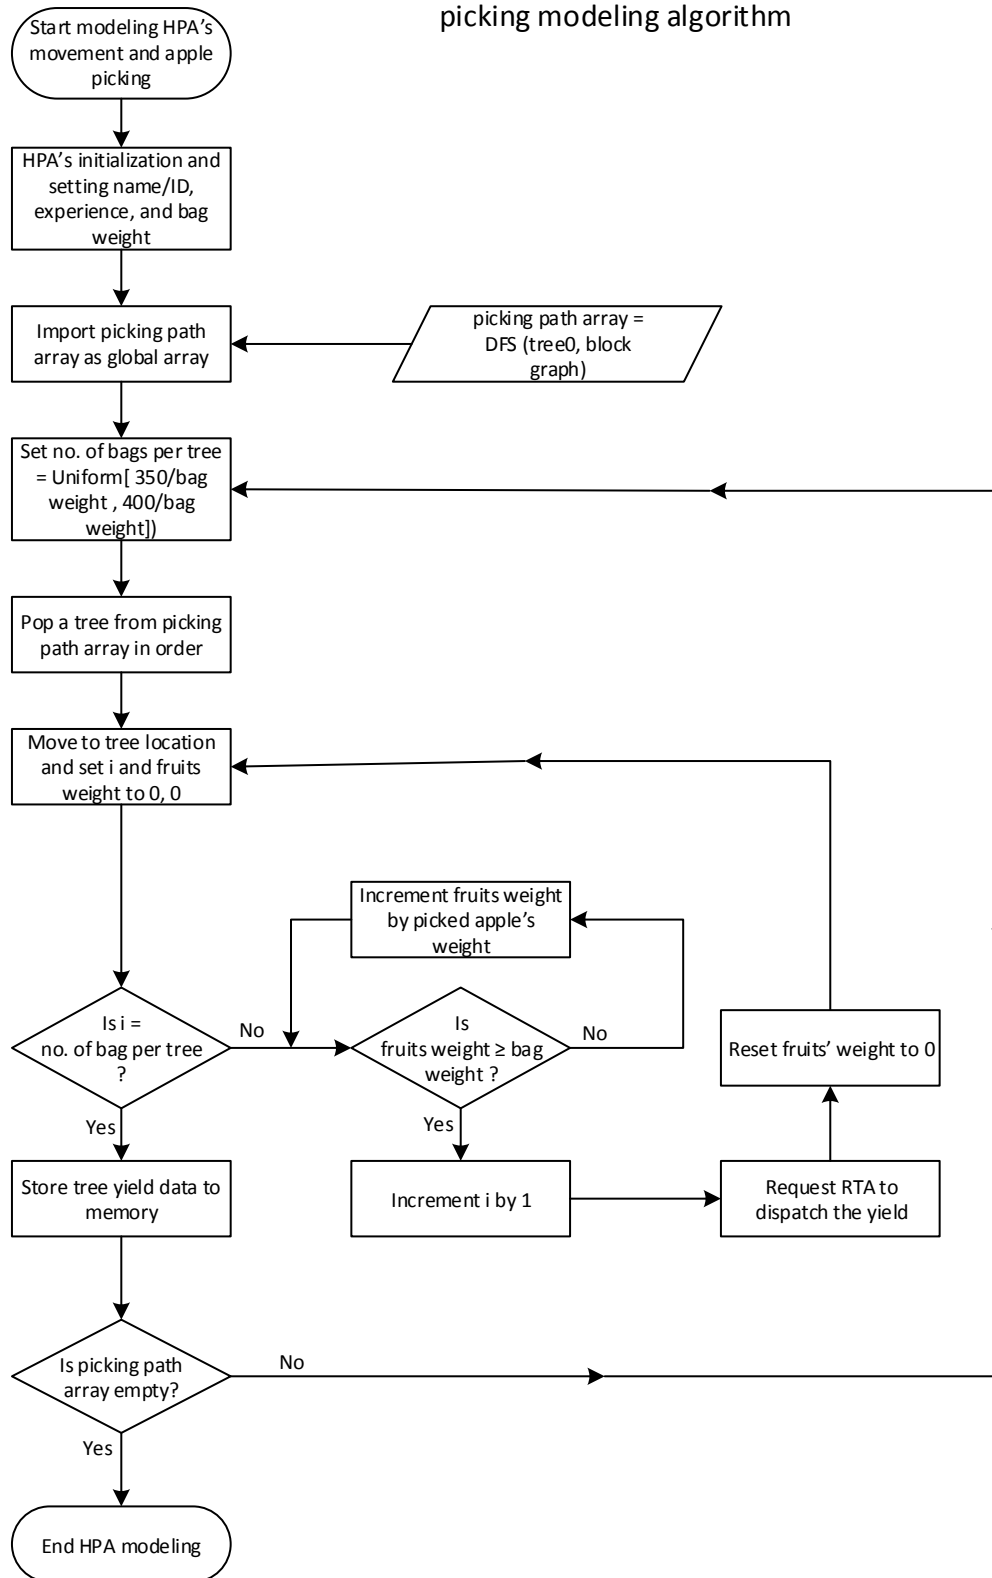 picking modeling algorithm
Start modeling HPA's
movement and apple
picking
HPA's initialization and
setting name/ID,
experience, and bag
weight
Import picking path
array as global array
picking path array =
DFS (tree0, block
graph)
Set no. of bags per tree
= Uniform[ 350/bag
weight , 400/bag
weight])
Pop a tree from picking
path array in order
Move to tree location
and set i and fruits
weight to 0, 0
Increment fruits weight
by picked apple's
weight
Is i =
no. of bag per tree
?
No
Is
fruits weight ≥ bag
weight ?
No
Reset fruits' weight to 0
Yes
Yes
Store tree yield data to
memory
Increment i by 1
Request RTA to
dispatch the yield
Is picking path
array empty?
No
Yes
End HPA modeling